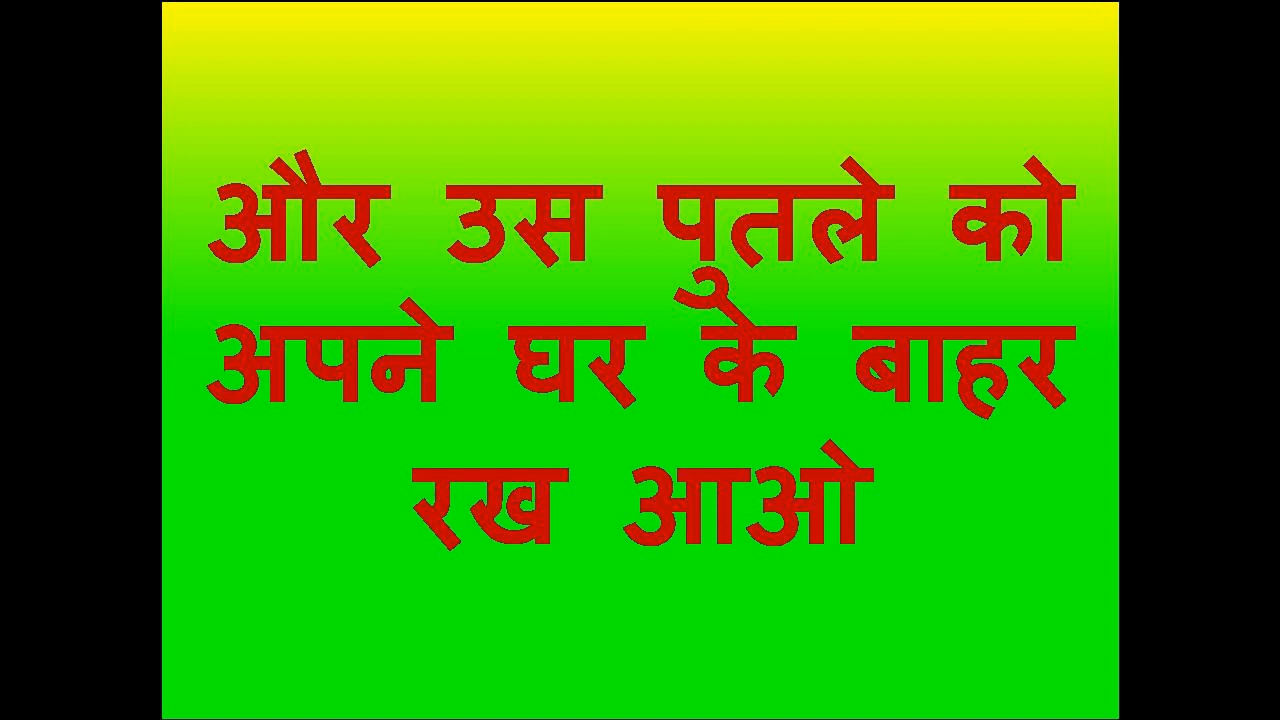 और उस पुतले को
अपने घर के बाहर
रख आओ